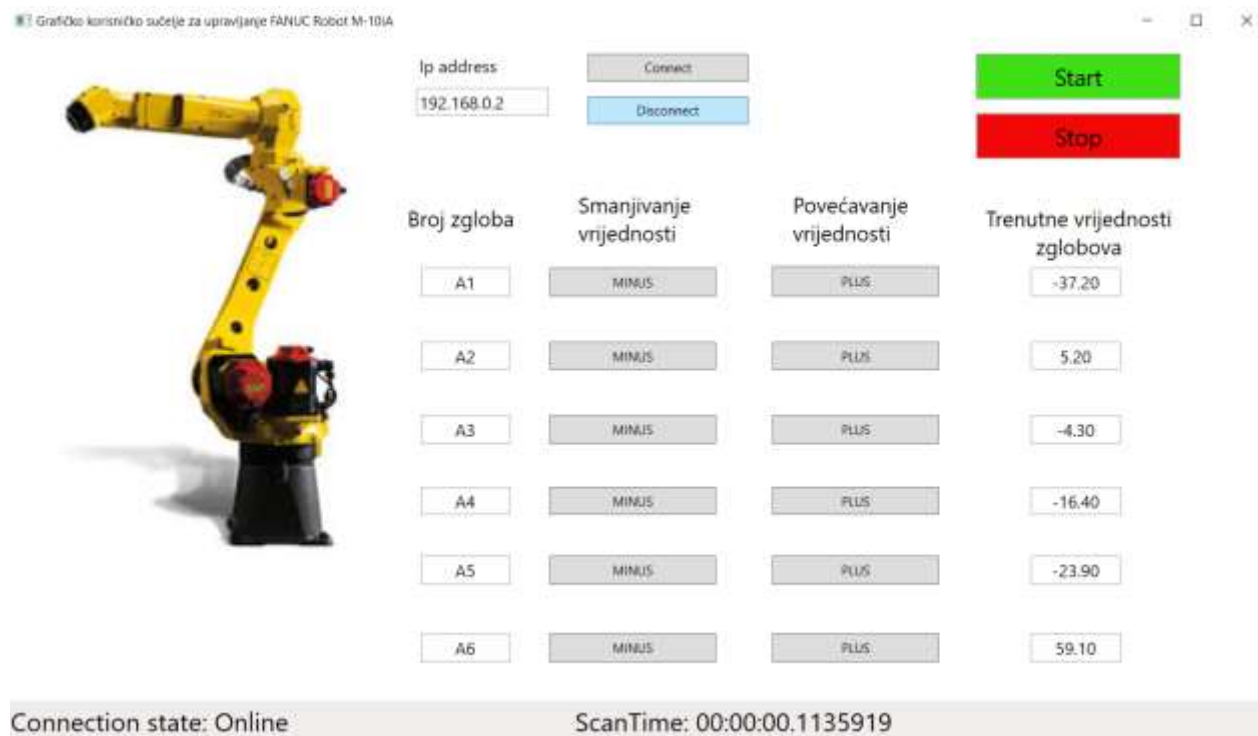 Grafičko korisničko sučelje za upravljanje FANUC Robot M-10iA
Ip address
Connect
Start
192.168.0.2
Disconnect
Stop
Broj zgloba
Smanjivanje
vrijednosti
Povećavanje
vrijednosti
Trenutne vrijednosti
zglobova
A1 MINUS PLUS -37.20
A2 MINUS PLUS 5.20
A3 MINUS PLUS -4.30
A4 MINUS PLUS -16.40
A5 MINUS PLUS -23.90
A6 MINUS PLUS 59.10
Connection state: Online
ScanTime: 00:00:00.1135919